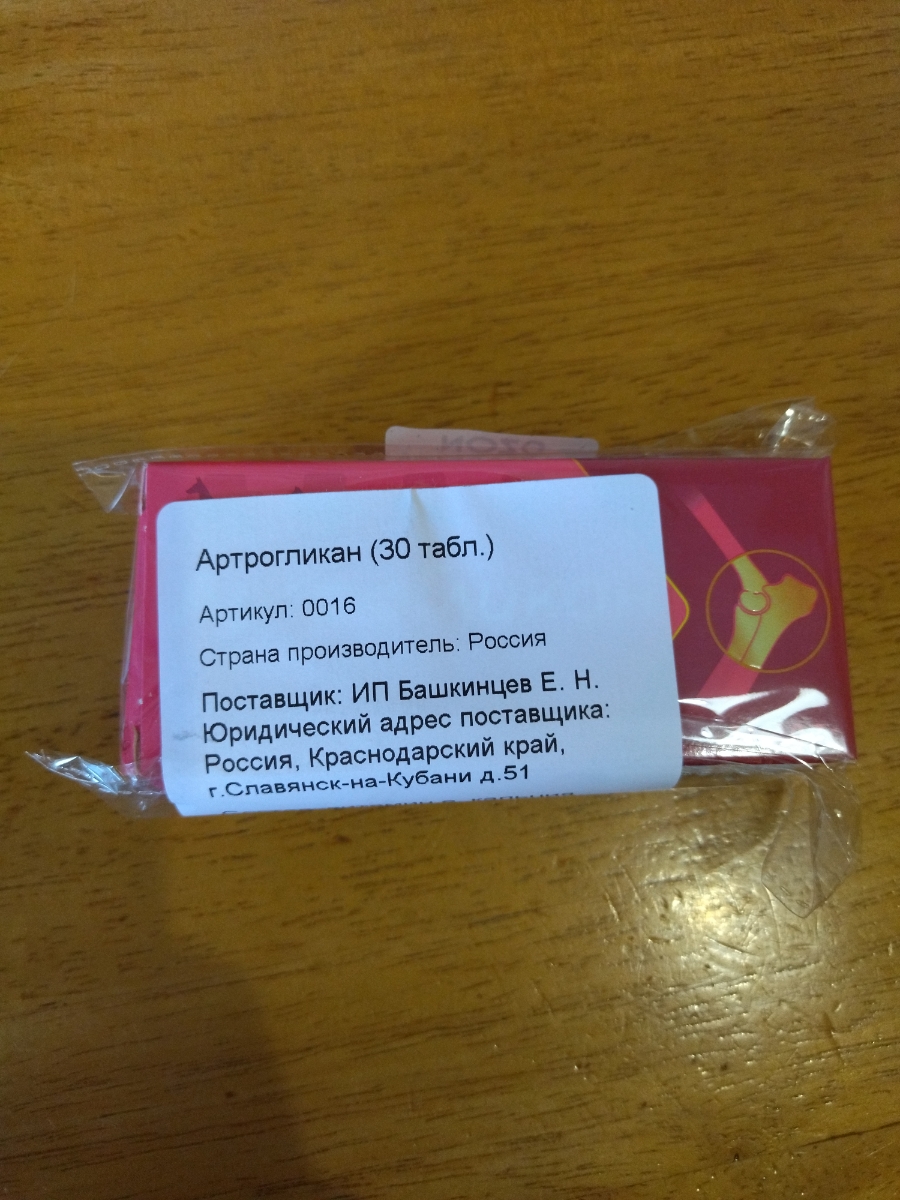 OZON
Артрогликан (30 табл.)
Артикул: 0016
Страна производитель: Россия
Поставщик: ИП Башкинцев Е. Н.
Юридический адрес поставщика:
Россия, Краснодарский край,
г.Славянск-на-Кубани д.51